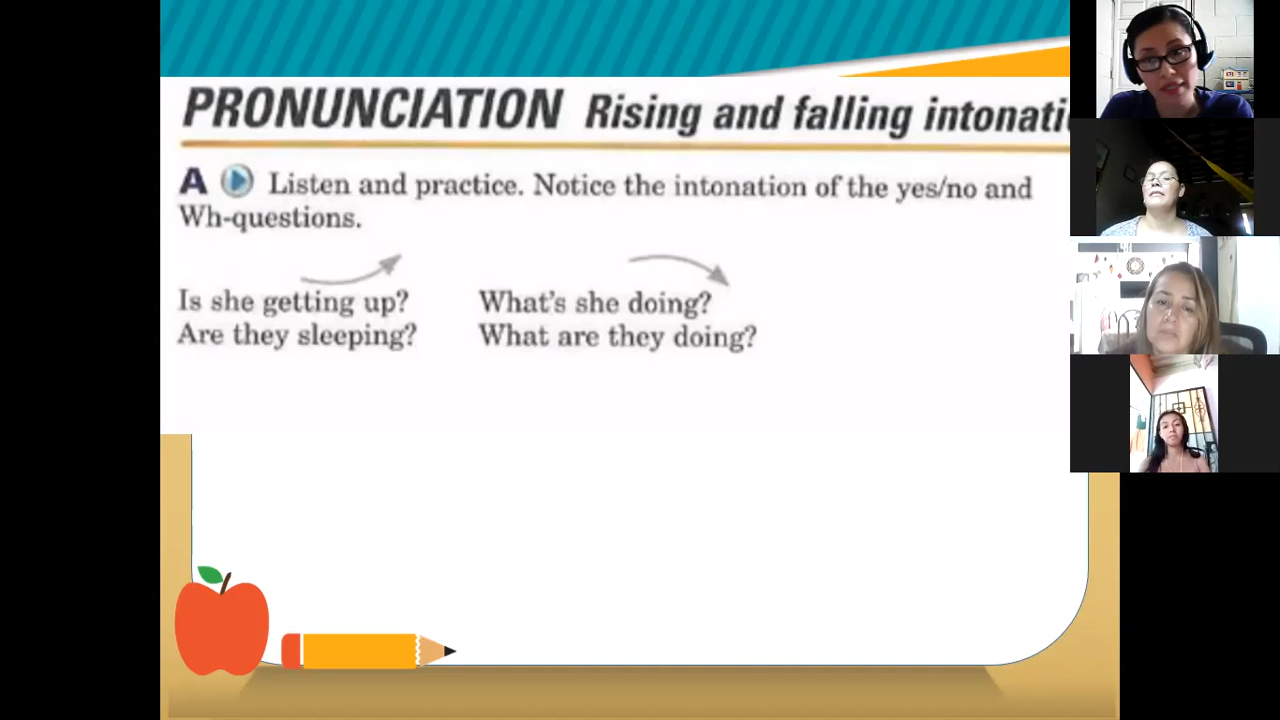 PRONUNCIATION Rising and falling intonati
A Listen and practice. Notice the intonation of the yes/no and
Wh-questions.
Is she getting up? What's she doing?
Are they sleeping? What are they doing?